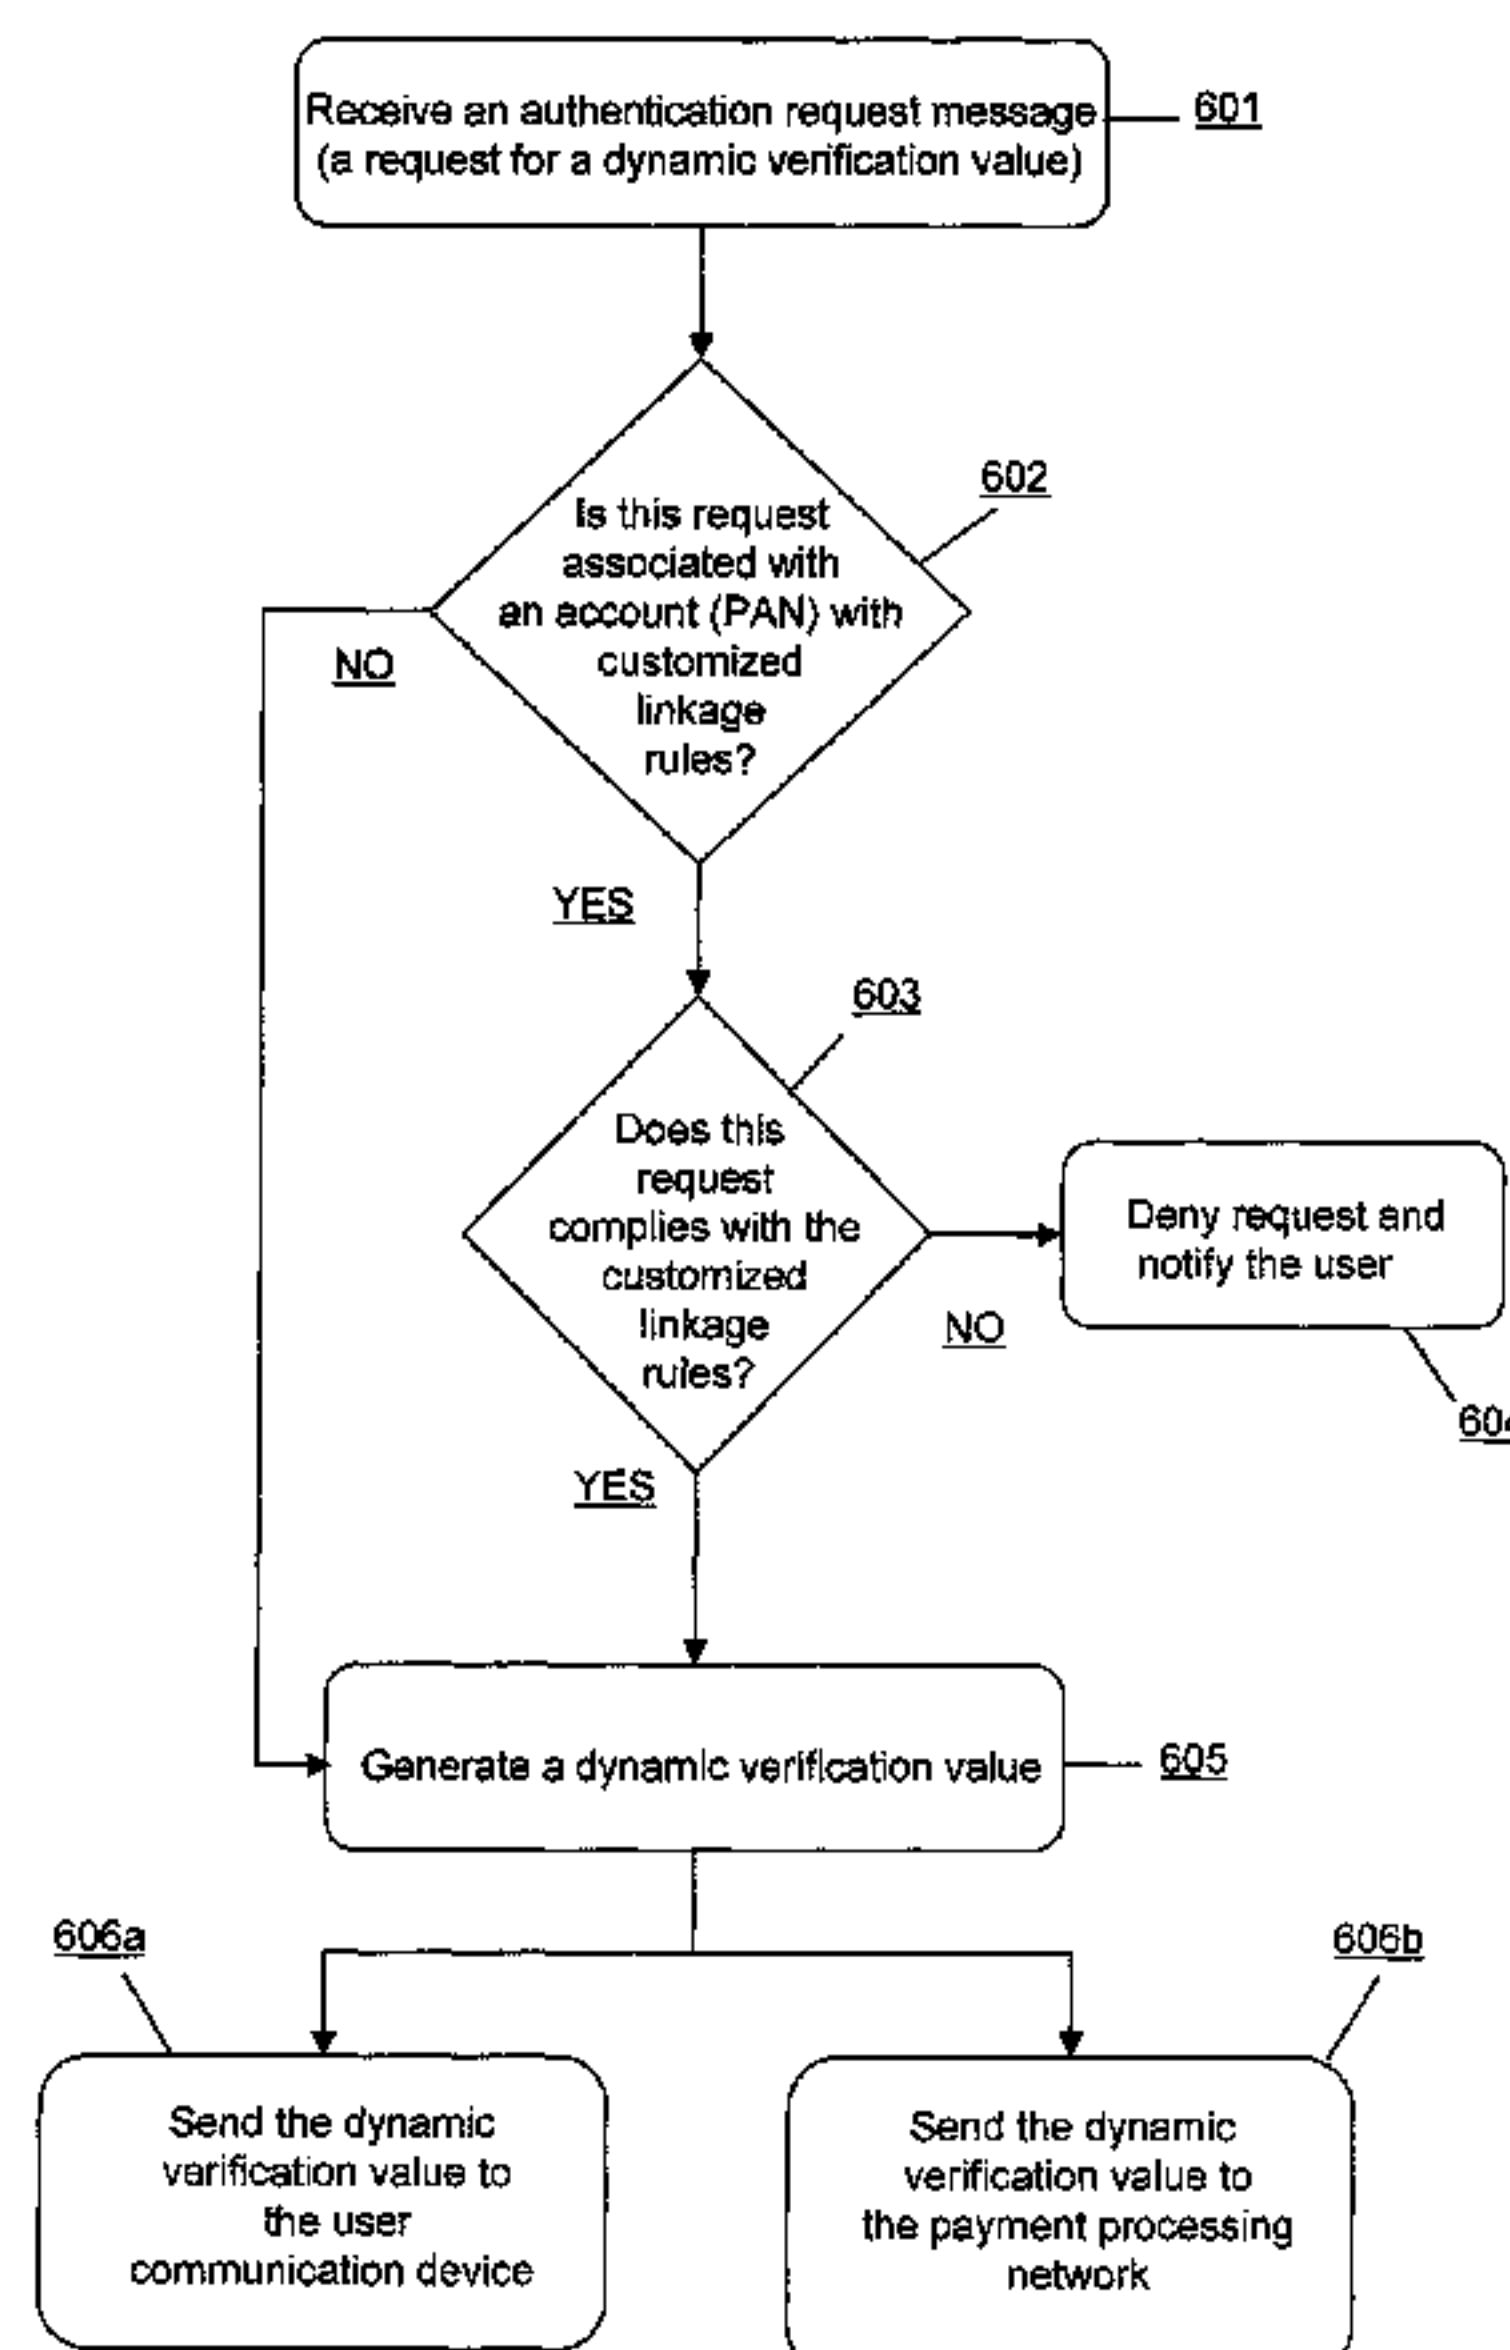 Receive an authentication request message
(a request for a dynamic verification value)
601
602
Is this request
associated with
an account (PAN) with
customized
linkage
rules?
NO
YES
603
Does this
request
complies with the
customized
linkage
rules?
Deny request and
notify the user
NO
YES
Generate a dynamic verification value
605
606a
606b
Send the dynamic
verification value to
the user
communication device
Send the dynamic
verification value to
the payment processing
network